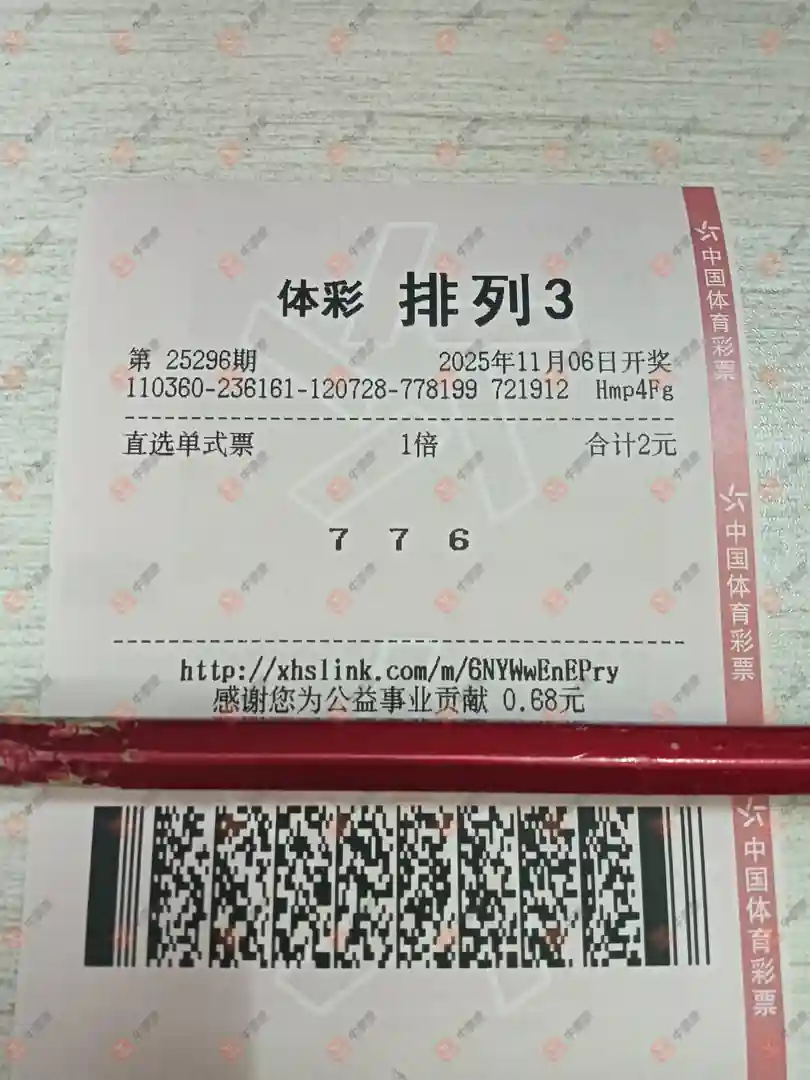 体彩 排列3
第 25296期 2025年11月06日开奖
110360-236161-120728-778199 721912 Hmp4Fg
直选单式票 1倍 合计2元
7 7 6
http://xhslink.com/m/6NYWwEnEPry
感谢您为公益事业贡献 0.68元
中国体育彩票
中国体育彩票
中国体育彩票